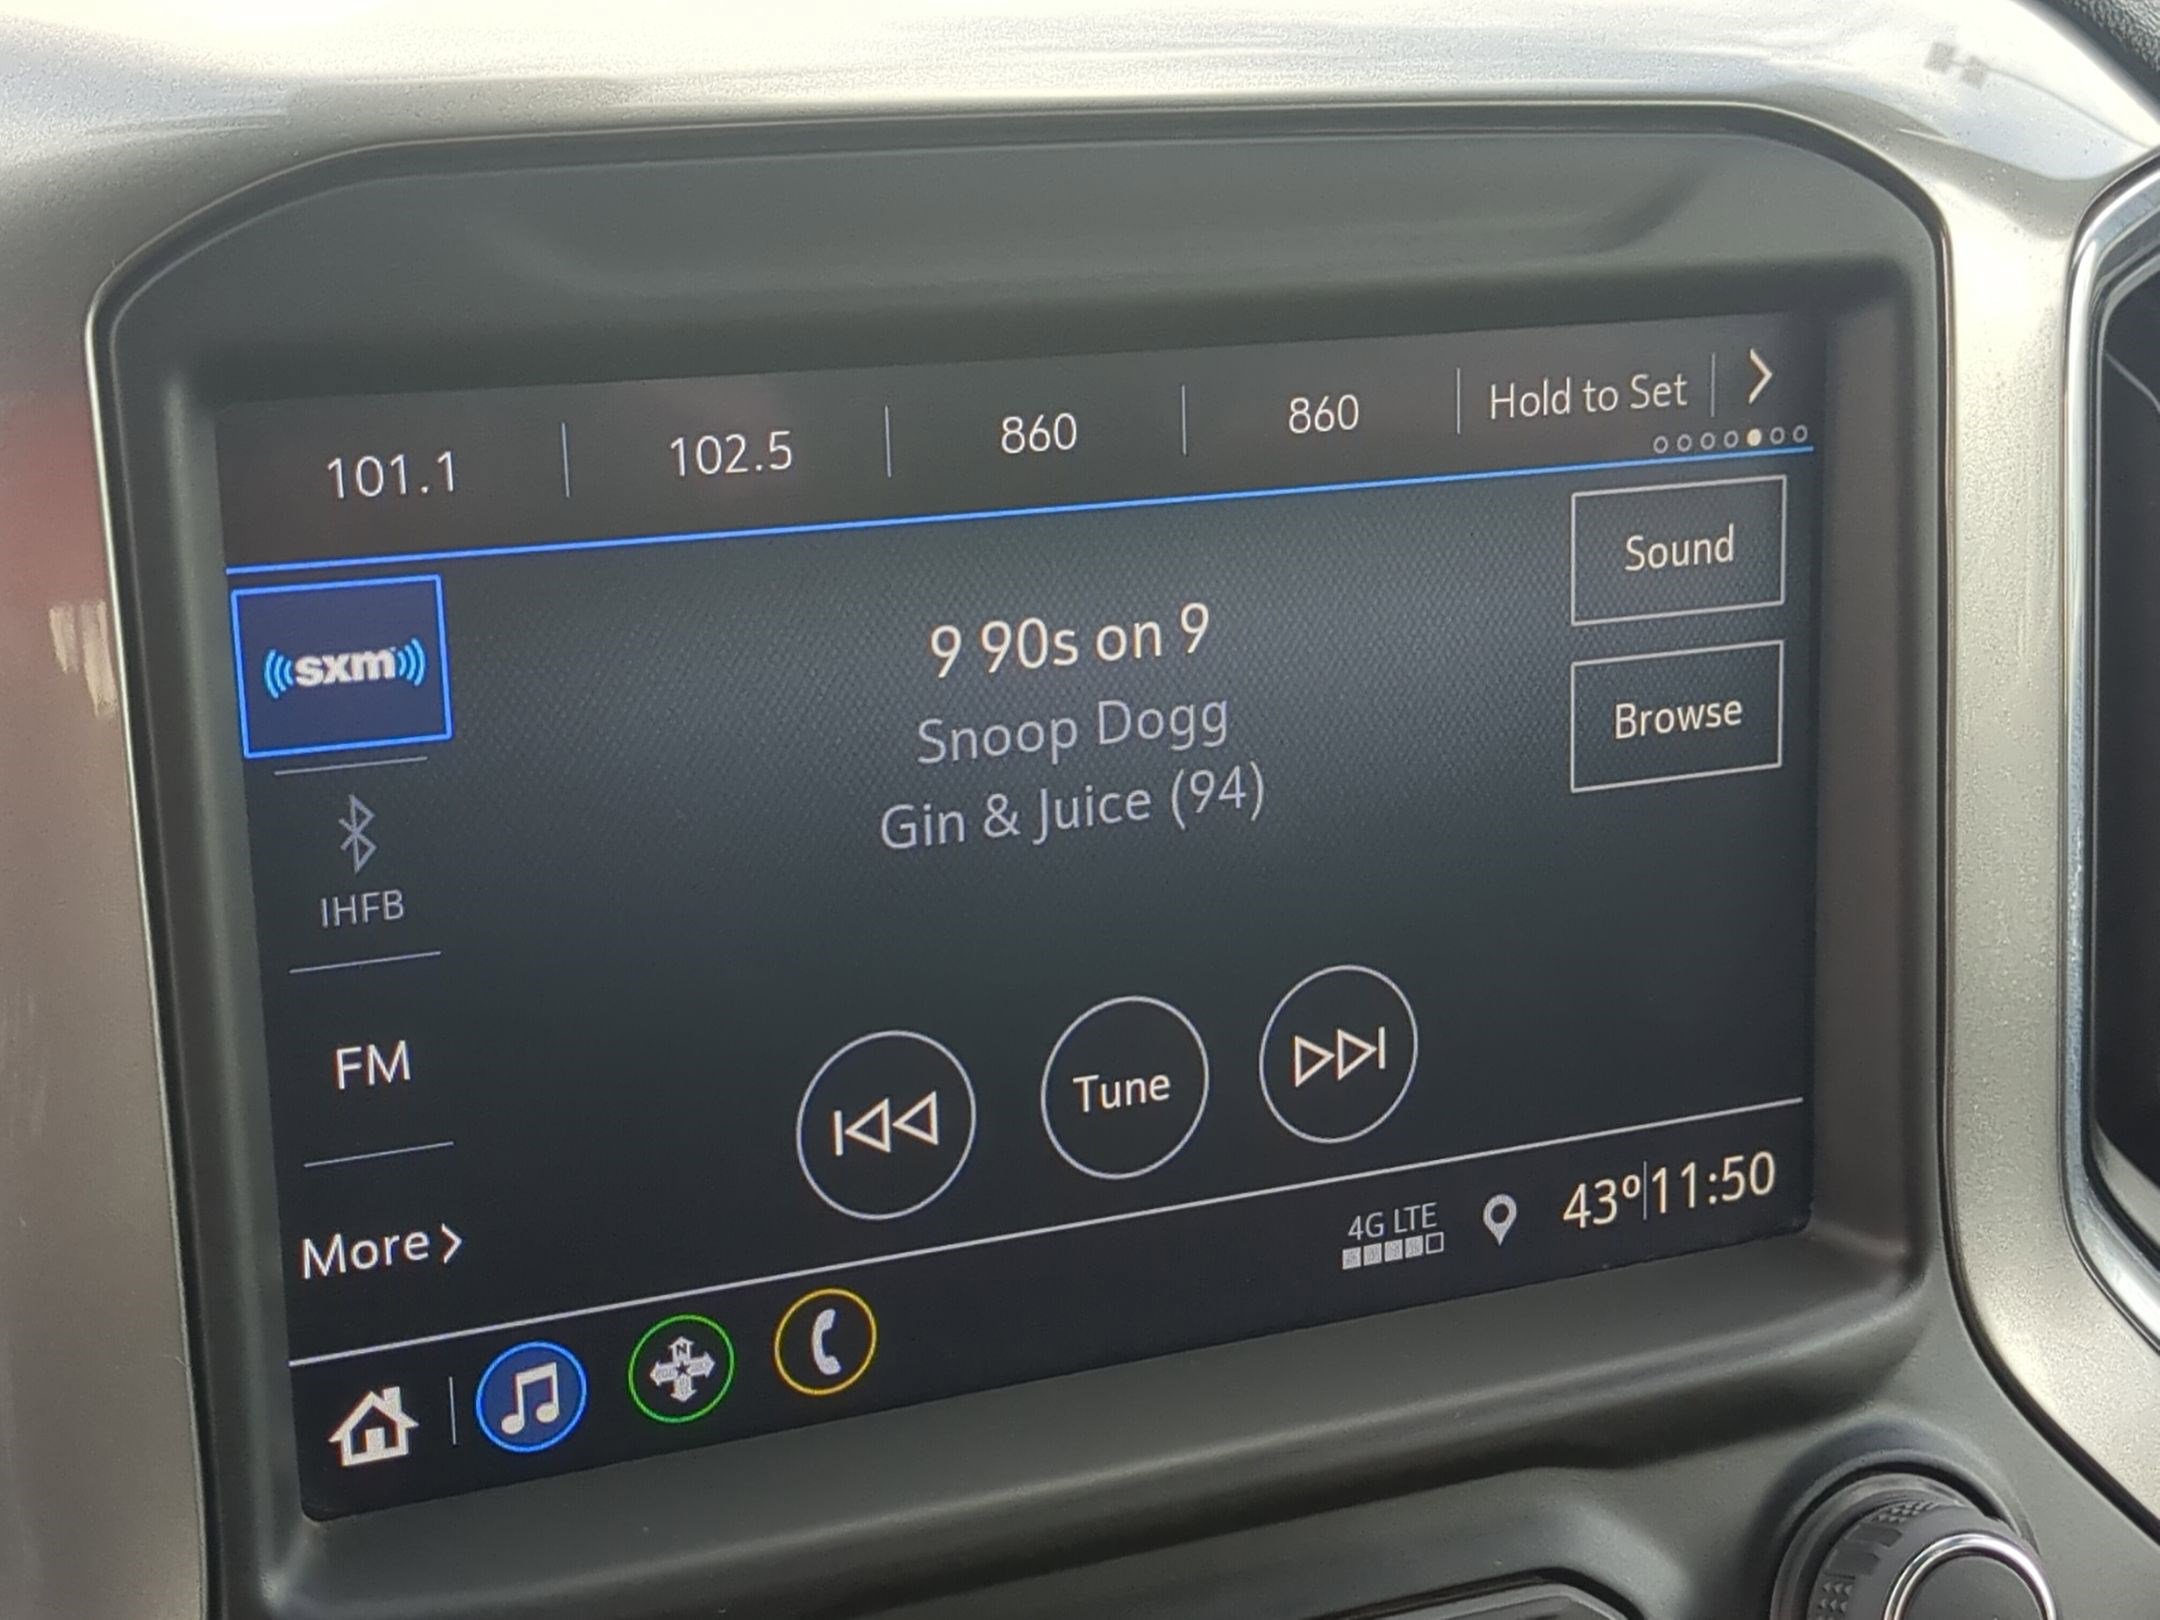 101.1 102.5 860 860 Hold to Set
sxm
Sound
9 90s on 9
Snoop Dogg
Gin & Juice (94)
Browse
IHFB
FM
Tune
More
4G LTE
43º 11:50
N